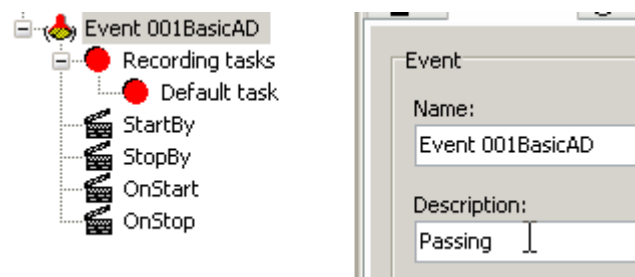 Event 001BasicAD
Recording tasks
Default task
StartBy
StopBy
OnStart
OnStop
Event
Name:
Event 001BasicAD
Description:
Passing